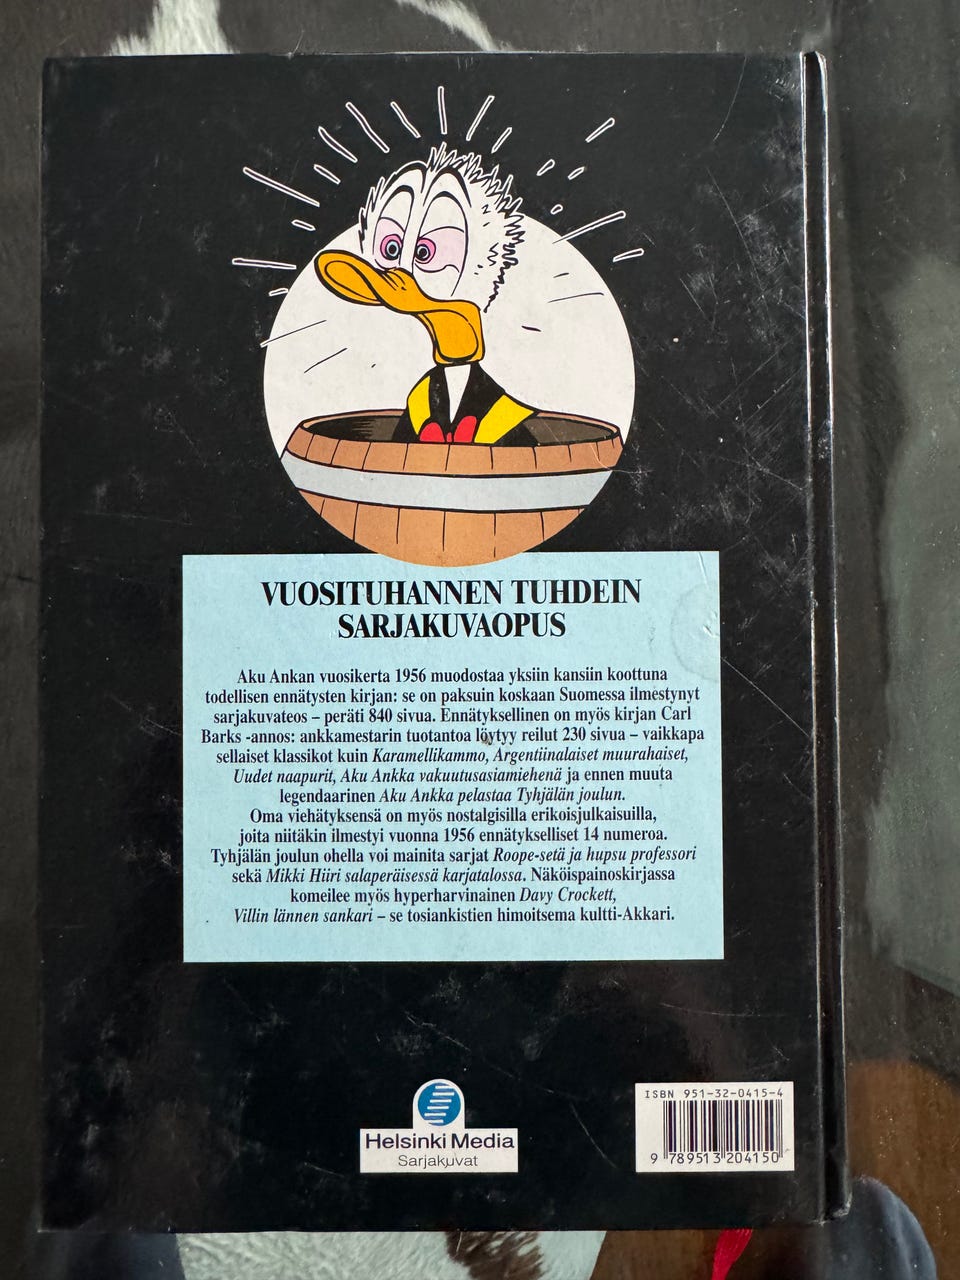 VUOSITUHANNEN TUHDEIN
SARJAKUVAOPUS
Aku Ankan vuosikerta 1956 muodostaa yksiin kansiin koottuna
todellisen ennätysten kirjan: se on paksuin koskaan Suomessa ilmestynyt
sarjakuvateos – peräti 840 sivua. Ennätyksellinen on myös kirjan Carl
Barks -annos: ankkamestarin tuotantoa löytyy reilut 230 sivua – vaikkapa
sellaiset klassikot kuin Karamellikammo, Argentiinalaiset muurahaiset,
Uudet naapurit, Aku Ankka vakuutusasiamiehenä ja ennen muuta
legendaarinen Aku Ankka pelastaa Tyhjälän joulun.
Oma viehätyksensä on myös nostalgisilla erikoisjulkaisuilla,
joita niitäkin ilmestyi vuonna 1956 ennätykselliset 14 numeroa.
Tyhjälän joulun ohella voi mainita sarjat Roope-setä ja hupsu professori
sekä Mikki Hiiri salaperäisessä karjatalossa. Näköispainoskirjassa
komeilee myös hyperharvinainen Davy Crockett,
Villin lännen sankari – se tosiankistien himoitsema kultti-Akkari.
Helsinki Media
Sarjakuvat
ISBN 951-32-0415-4
9 789513 204150